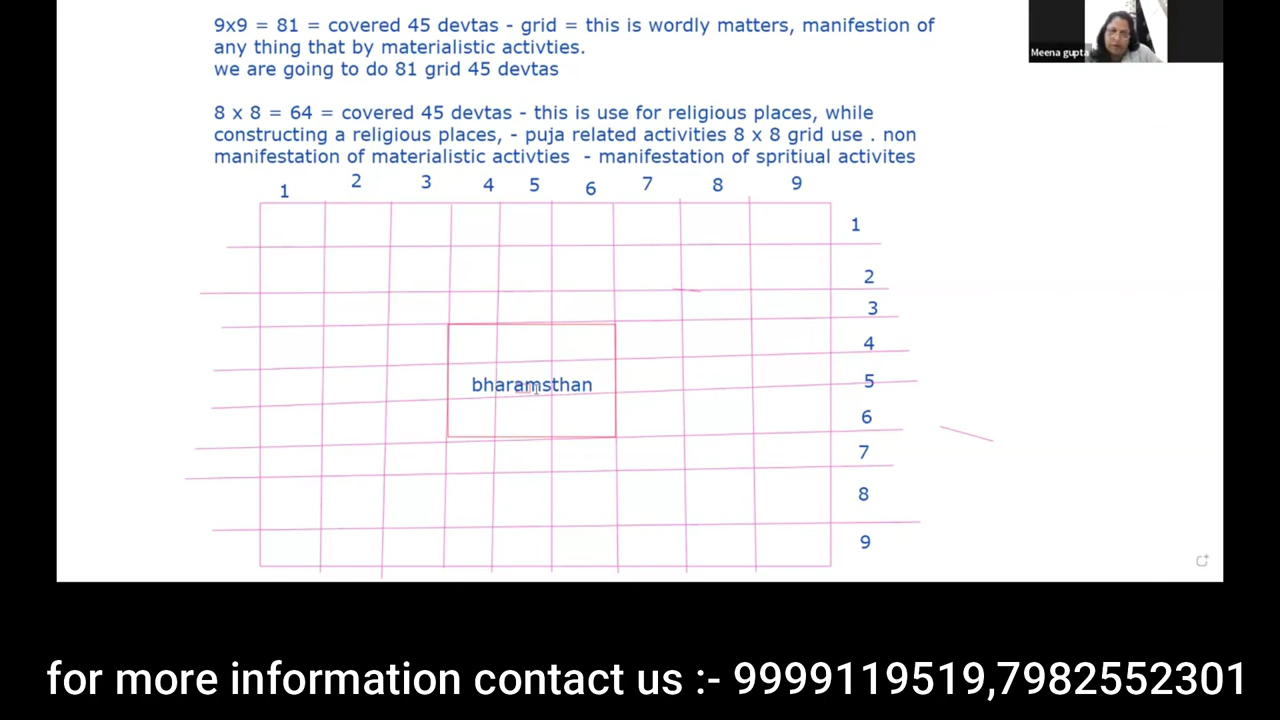 9x9 = 81 = covered 45 devtas - grid = this is wordly matters, manifestion of
any thing that by materialistic activties.
we are going to do 81 grid 45 devtas
8 x 8 = 64 = covered 45 devtas - this is use for religious places, while
constructing a religious places, - puja related activities 8 x 8 grid use . non
manifestation of materialistic activties - manifestation of spritiual activites
Meena gupta
1 2 3 4 5 6 7 8 9
1
2
3
4
bharamsthan 5
6
7
8
9
for more information contact us :- 9999119519,7982552301